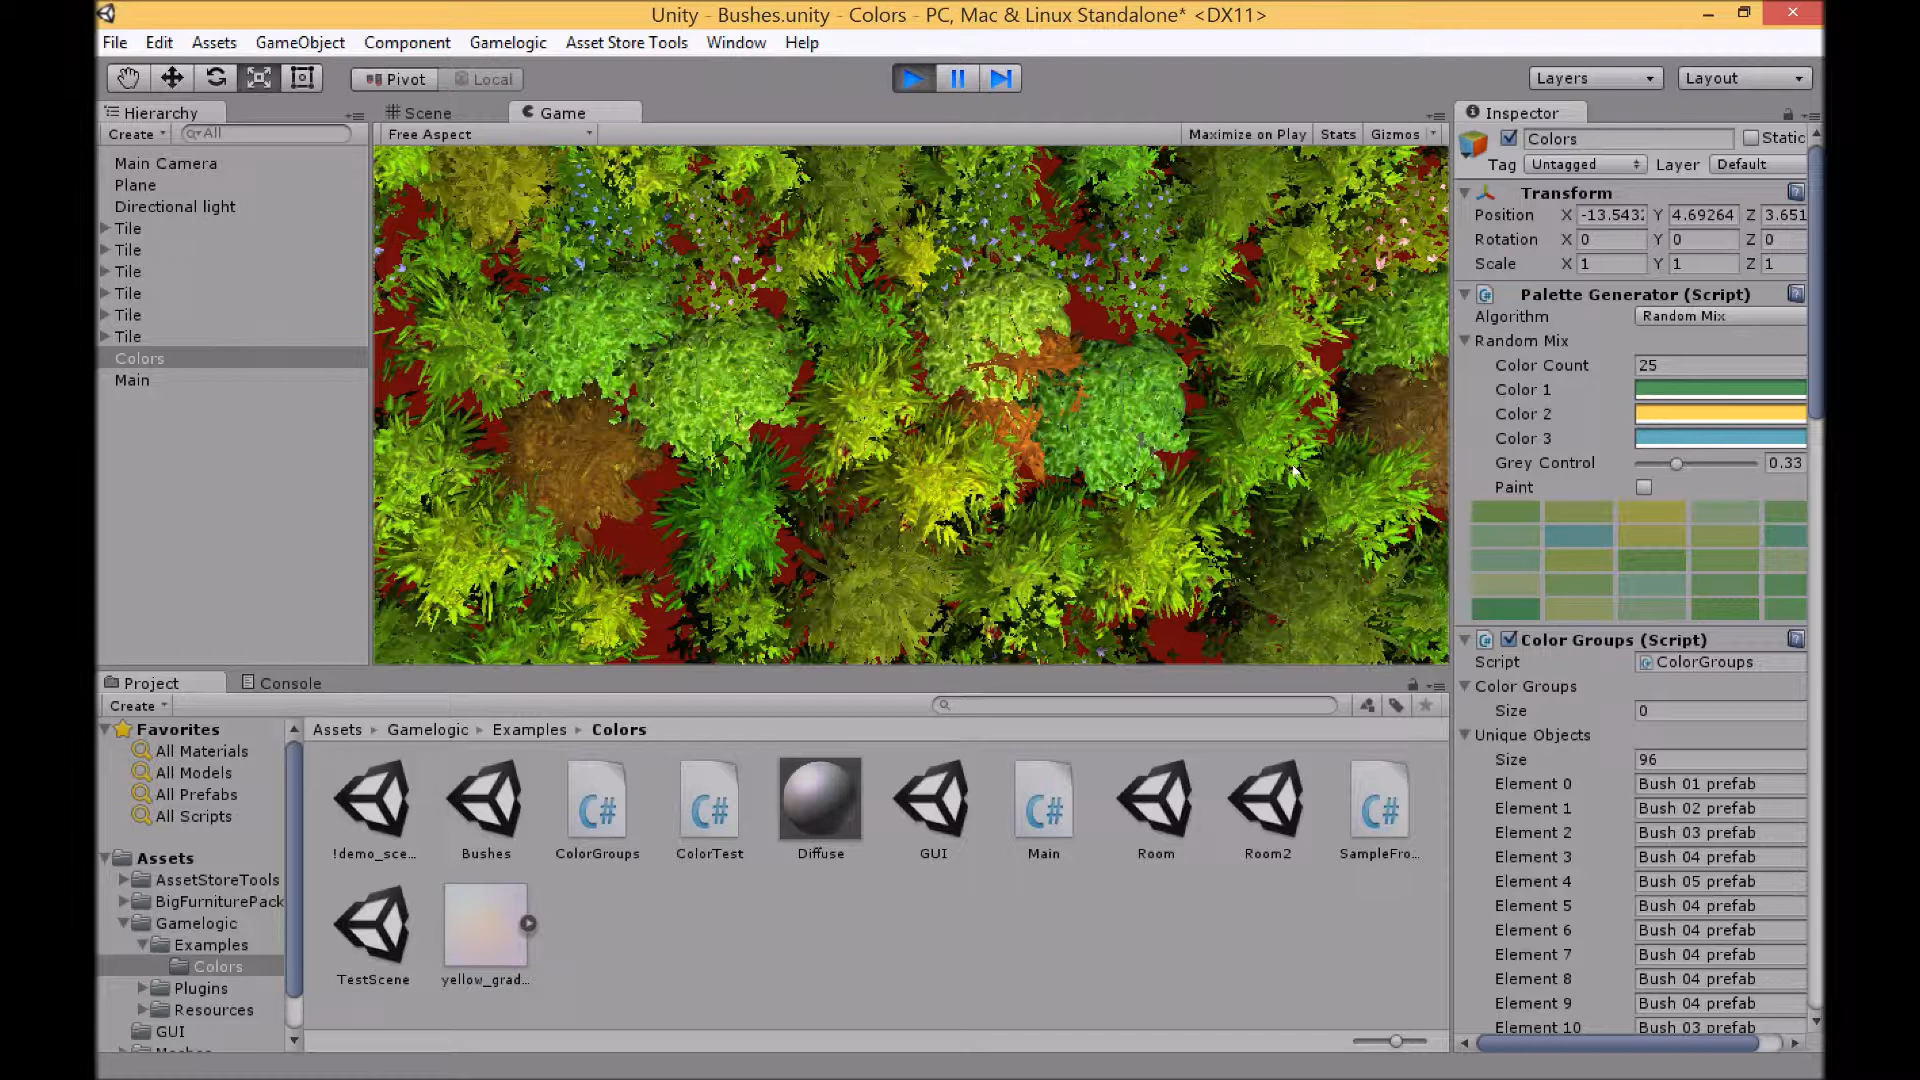 Unity - Bushes.unity - Colors - PC, Mac & Linux Standalone* <DX11>
File Edit Assets GameObject Component Gamelogic Asset Store Tools Window Help
Pivot Local Layers Layout
Hierarchy
Create All
Main Camera
Plane
Directional light
Tile
Tile
Tile
Tile
Tile
Tile
Colors
Main
Scene Game
Free Aspect Maximize on Play Stats Gizmos
Inspector
Colors Static
Tag Untagged Layer Default
Transform
Position X -13.543 Y 4.69264 Z 3.651
Rotation X 0 Y 0 Z 0
Scale X 1 Y 1 Z 1
Palette Generator (Script)
Algorithm Random Mix
Random Mix
Color Count 25
Color 1
Color 2
Color 3
Grey Control 0.33
Paint
Color Groups (Script)
Script ColorGroups
Color Groups
Size 0
Unique Objects
Size 96
Element 0 Bush 01 prefab
Element 1 Bush 02 prefab
Element 2 Bush 03 prefab
Element 3 Bush 04 prefab
Element 4 Bush 05 prefab
Element 5 Bush 04 prefab
Element 6 Bush 04 prefab
Element 7 Bush 04 prefab
Element 8 Bush 04 prefab
Element 9 Bush 04 prefab
Element 10 Bush 03 prefab
Project Console
Create
Favorites
All Materials
All Models
All Prefabs
All Scripts
Assets
AssetStoreTools
BigFurniturePack
Gamelogic
Examples
Colors
Plugins
Resources
GUI
Assets Gamelogic Examples Colors
!demo_sce... Bushes ColorGroups ColorTest Diffuse GUI Main Room Room2 SampleFro...
TestScene yellow_grad...